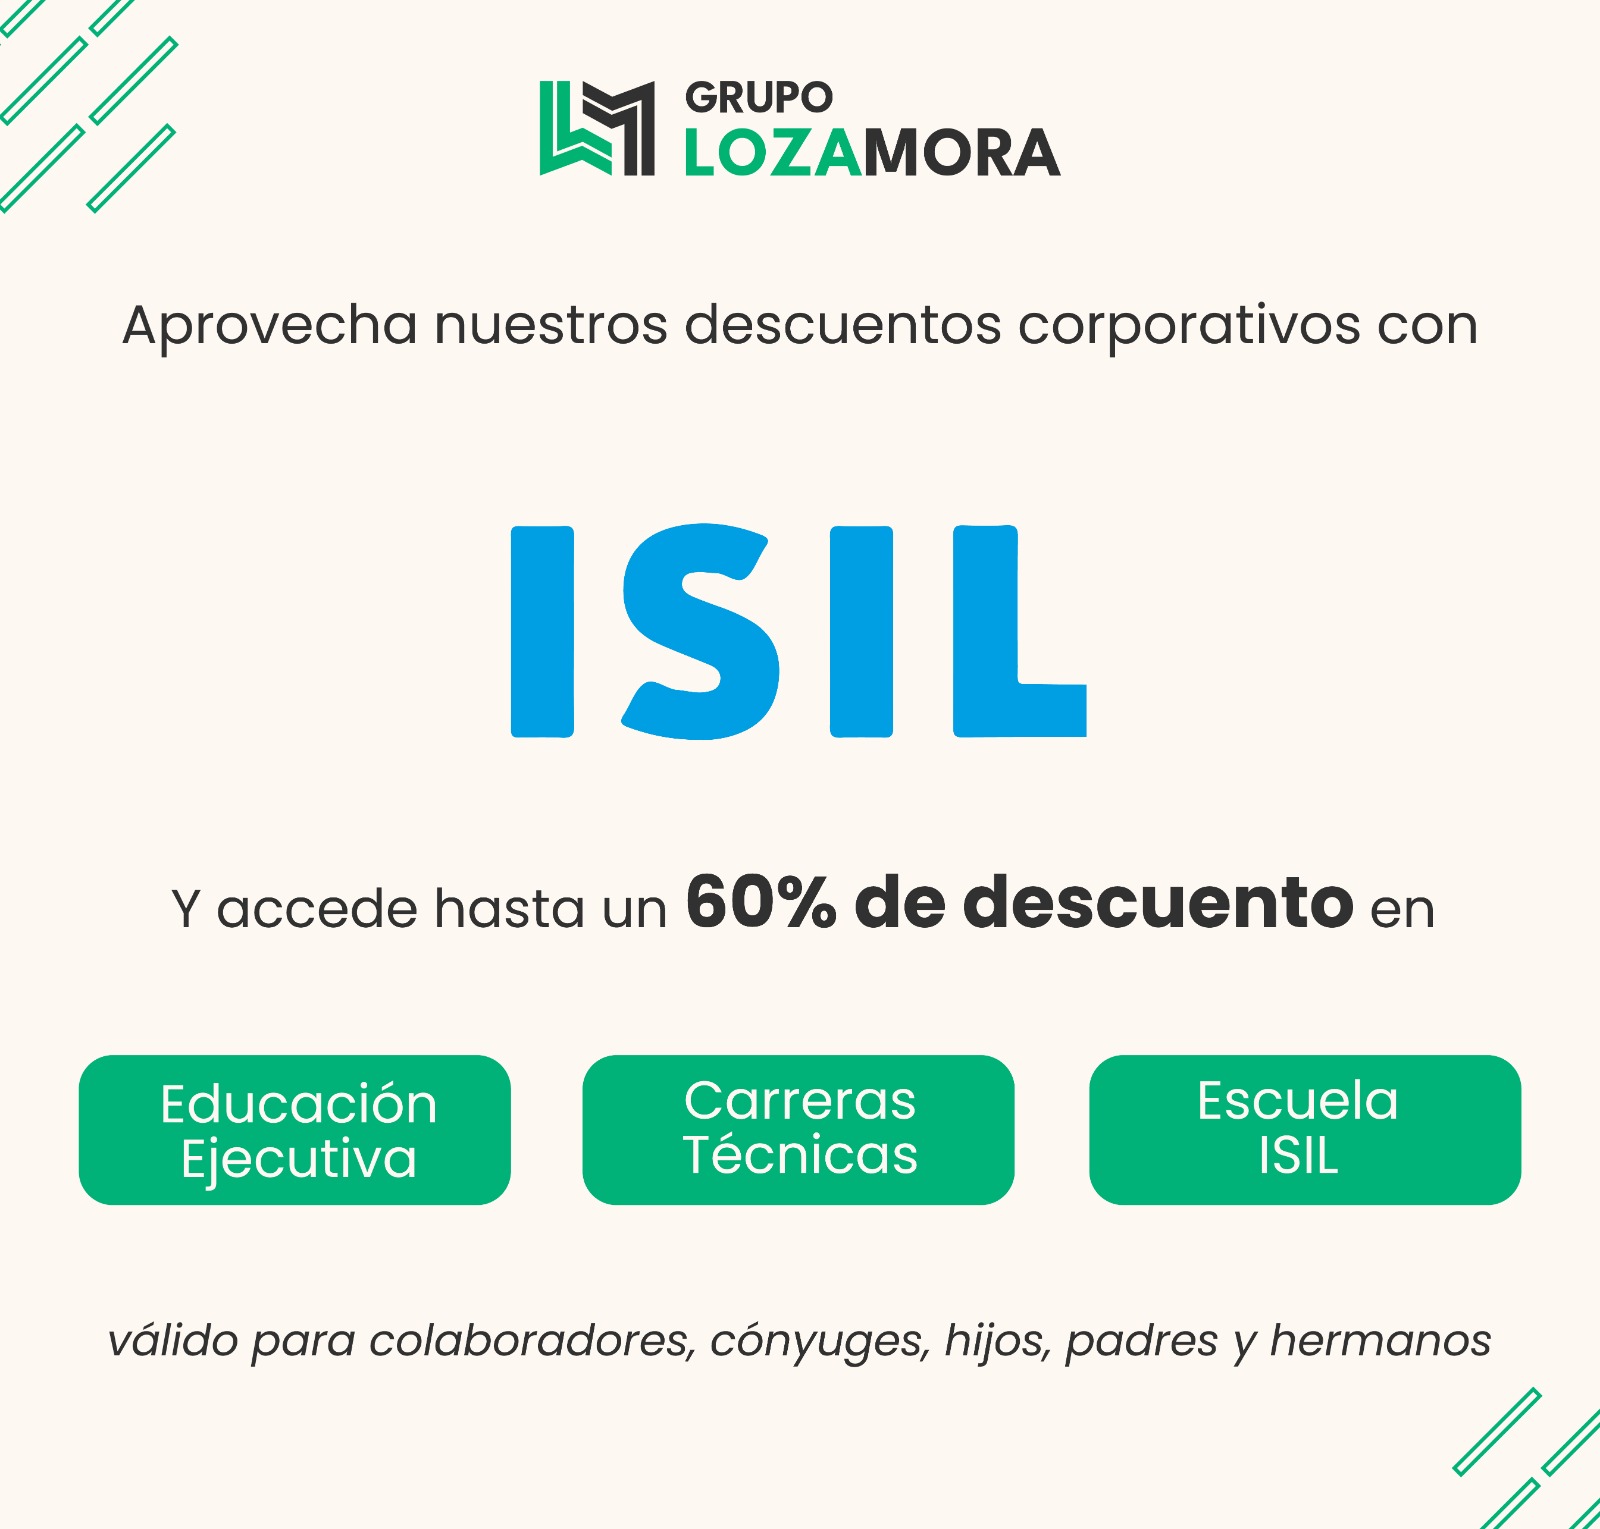 GRUPO
LOZAMORA
Aprovecha nuestros descuentos corporativos con
ISIL
Y accede hasta un 60% de descuento en
Educación
Ejecutiva
Carreras
Técnicas
Escuela
ISIL
válido para colaboradores, cónyuges, hijos, padres y hermanos